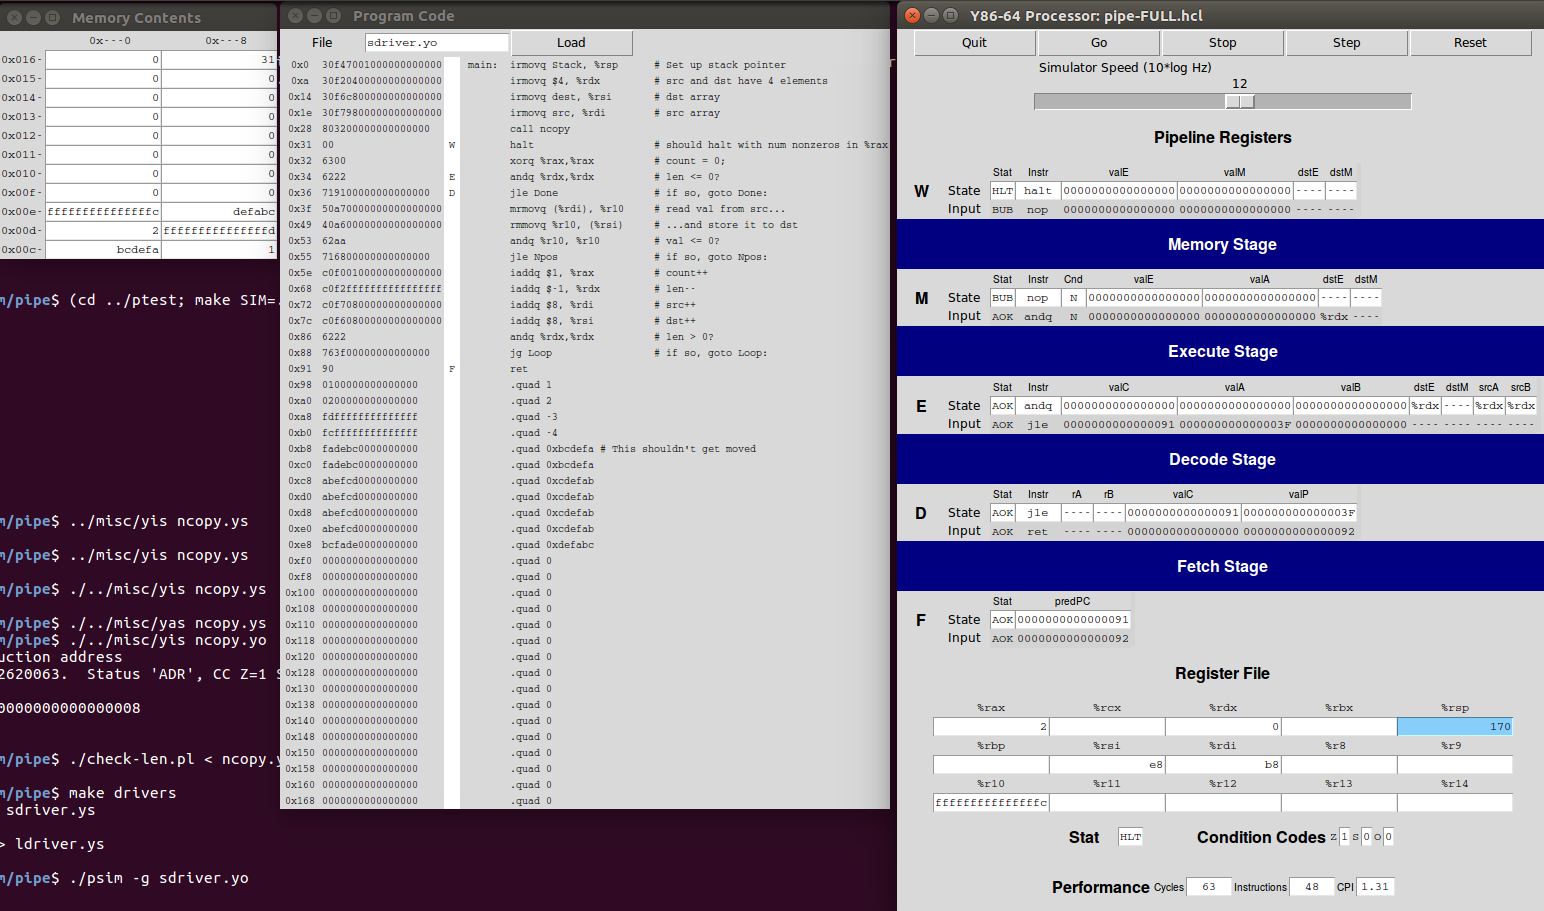 Memory Contents
0x---0 0x---8
0x016- 0 31
0x015- 0 0
0x014- 0 0
0x013- 0 0
0x012- 0 0
0x011- 0 0
0x010- 0 0
0x00f- 0 0
0x00e- fffffffffffffffc defabc
0x00d- 2 fffffffffffffffd
0x00c- bcdefa 1
m/pipe$ (cd ../ptest; make SIM=.
m/pipe$ ../misc/yis ncopy.ys
m/pipe$ ../misc/yis ncopy.ys
m/pipe$ ./../misc/yis ncopy.ys
m/pipe$ ./../misc/yas ncopy.ys
m/pipe$ ./../misc/yis ncopy.yo
uction address
2620063. Status 'ADR', CC Z=1 S
0000000000000008
m/pipe$ ./check-len.pl < ncopy.y
m/pipe$ make drivers
sdriver.ys
> ldriver.ys
m/pipe$ ./psim -g sdriver.yo
Program Code
File sdriver.yo Load
0x0 30f47001000000000000 main: irmovq Stack, %rsp # Set up stack pointer
0xa 30f20400000000000000 irmovq $4, %rdx # src and dst have 4 elements
0x14 30f6c800000000000000 irmovq dest, %rsi # dst array
0x1e 30f79800000000000000 irmovq src, %rdi # src array
0x28 803200000000000000 call ncopy
0x31 00 W halt # should halt with num nonzeros in %rax
0x32 6300 xorq %rax,%rax # count = 0;
0x34 6222 E andq %rdx,%rdx # len <= 0?
0x36 719100000000000000 D jle Done # if so, goto Done:
0x3f 50a70000000000000000 mrmovq (%rdi), %r10 # read val from src...
0x49 40a60000000000000000 rmmovq %r10, (%rsi) # ...and store it to dst
0x53 62aa andq %r10, %r10 # val <= 0?
0x55 716800000000000000 jle Npos # if so, goto Npos:
0x5e c0f00100000000000000 iaddq $1, %rax # count++
0x68 c0f2ffffffffffffffff iaddq $-1, %rdx # len--
0x72 c0f70800000000000000 iaddq $8, %rdi # src++
0x7c c0f60800000000000000 iaddq $8, %rsi # dst++
0x86 6222 andq %rdx,%rdx # len > 0?
0x88 763f00000000000000 jg Loop # if so, goto Loop:
0x91 90 F ret
0x98 0100000000000000 .quad 1
0xa0 0200000000000000 .quad 2
0xa8 fdffffffffffffff .quad -3
0xb0 fcffffffffffffff .quad -4
0xb8 fadebc0000000000 .quad 0xbcdefa # This shouldn't get moved
0xc0 fadebc0000000000 .quad 0xbcdefa
0xc8 abefcd0000000000 .quad 0xcdefab
0xd0 abefcd0000000000 .quad 0xcdefab
0xd8 abefcd0000000000 .quad 0xcdefab
0xe0 abefcd0000000000 .quad 0xcdefab
0xe8 bcfade0000000000 .quad 0xdefabc
0xf0 0000000000000000 .quad 0
0xf8 0000000000000000 .quad 0
0x100 0000000000000000 .quad 0
0x108 0000000000000000 .quad 0
0x110 0000000000000000 .quad 0
0x118 0000000000000000 .quad 0
0x120 0000000000000000 .quad 0
0x128 0000000000000000 .quad 0
0x130 0000000000000000 .quad 0
0x138 0000000000000000 .quad 0
0x140 0000000000000000 .quad 0
0x148 0000000000000000 .quad 0
0x150 0000000000000000 .quad 0
0x158 0000000000000000 .quad 0
0x160 0000000000000000 .quad 0
0x168 0000000000000000 .quad 0
Y86-64 Processor: pipe-FULL.hcl
Quit Go Stop Step Reset
Simulator Speed (10*log Hz)
12
Pipeline Registers
Stat Instr valE valM dstE dstM
W State HLT halt 0000000000000000 0000000000000000 ---- ----
Input BUB nop 0000000000000000 0000000000000000 ---- ----
Memory Stage
Stat Instr Cnd valE valA dstE dstM
M State BUB nop N 0000000000000000 0000000000000000 ---- ----
Input AOK andq N 0000000000000000 0000000000000000 %rdx ----
Execute Stage
Stat Instr valC valA valB dstE dstM srcA srcB
E State AOK andq 0000000000000000 0000000000000000 0000000000000000 %rdx ---- %rdx %rdx
Input AOK jle 0000000000000091 000000000000003F 0000000000000000 ---- ---- ---- ----
Decode Stage
Stat Instr rA rB valC valP
D State AOK jle ---- ---- 0000000000000091 000000000000003F
Input AOK ret ---- ---- 0000000000000000 0000000000000092
Fetch Stage
Stat predPC
F State AOK 0000000000000091
Input AOK 0000000000000092
Register File
%rax %rcx %rdx %rbx %rsp
2 0 170
%rbp %rsi %rdi %r8 %r9
e8 b8
%r10 %r11 %r12 %r13 %r14
fffffffffffffffc
Stat HLT Condition Codes Z 1 S 0 O 0
Performance Cycles 63 Instructions 48 CPI 1.31